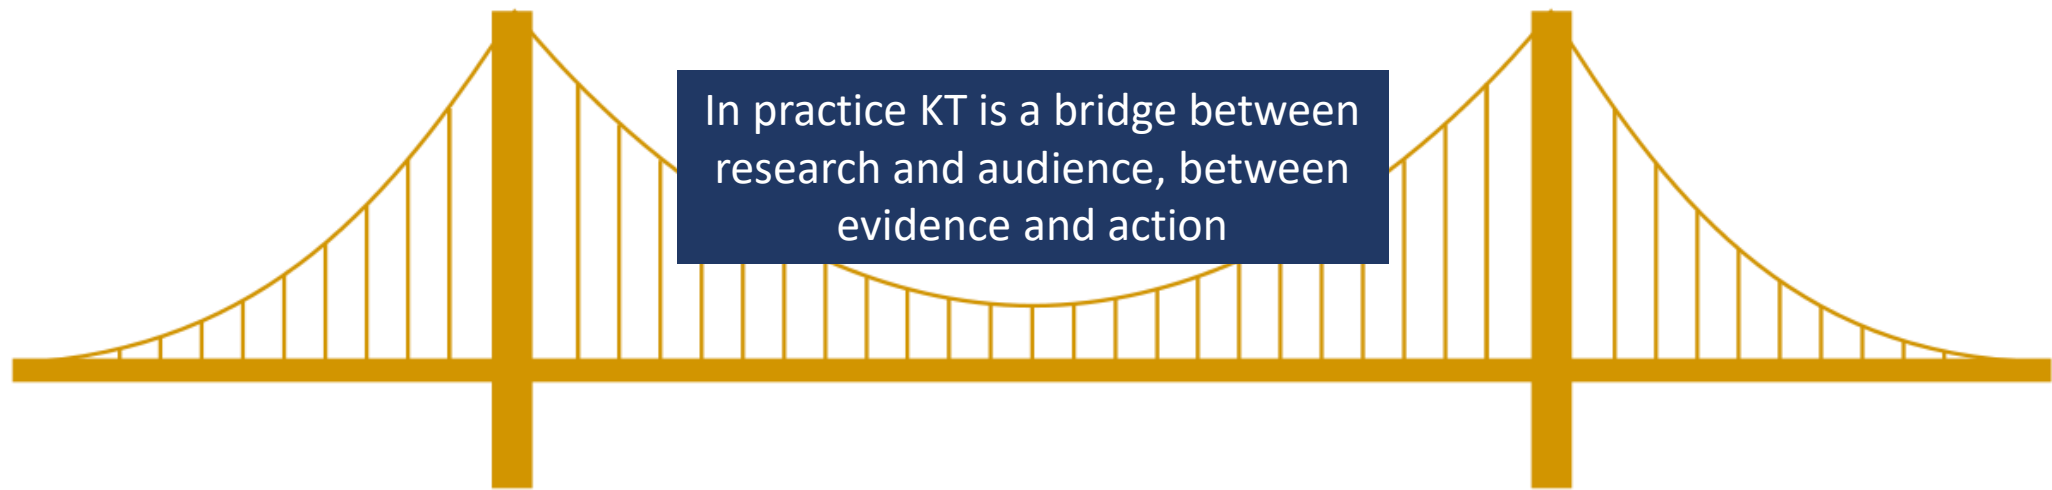 In practice KT is a bridge between
research and audience, between
evidence and action